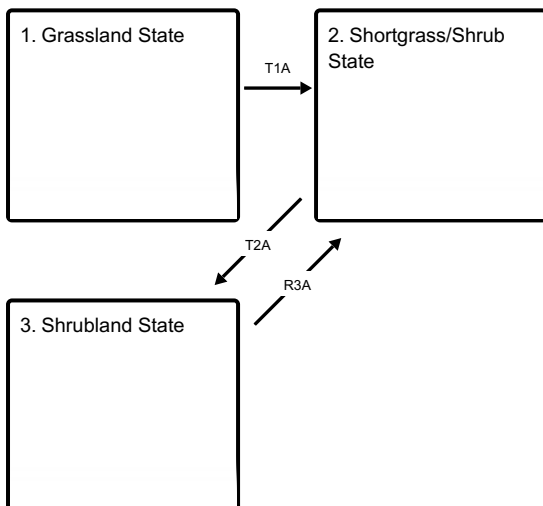 1. Grassland State
2. Shortgrass/Shrub
State
T1A
T2A
R3A
3. Shrubland State